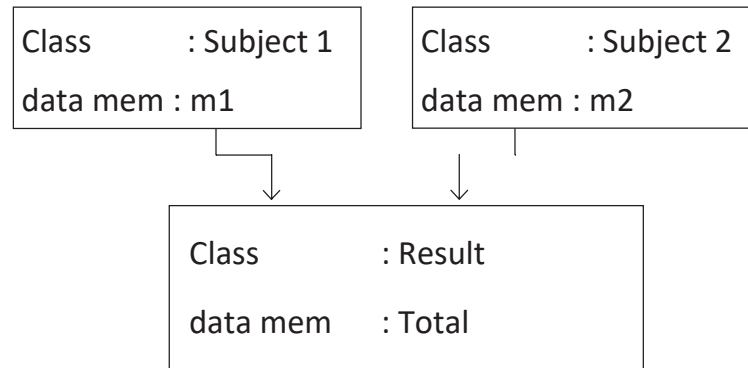 Class : Subject 1
data mem : m1
Class : Subject 2
data mem : m2
Class : Result
data mem : Total